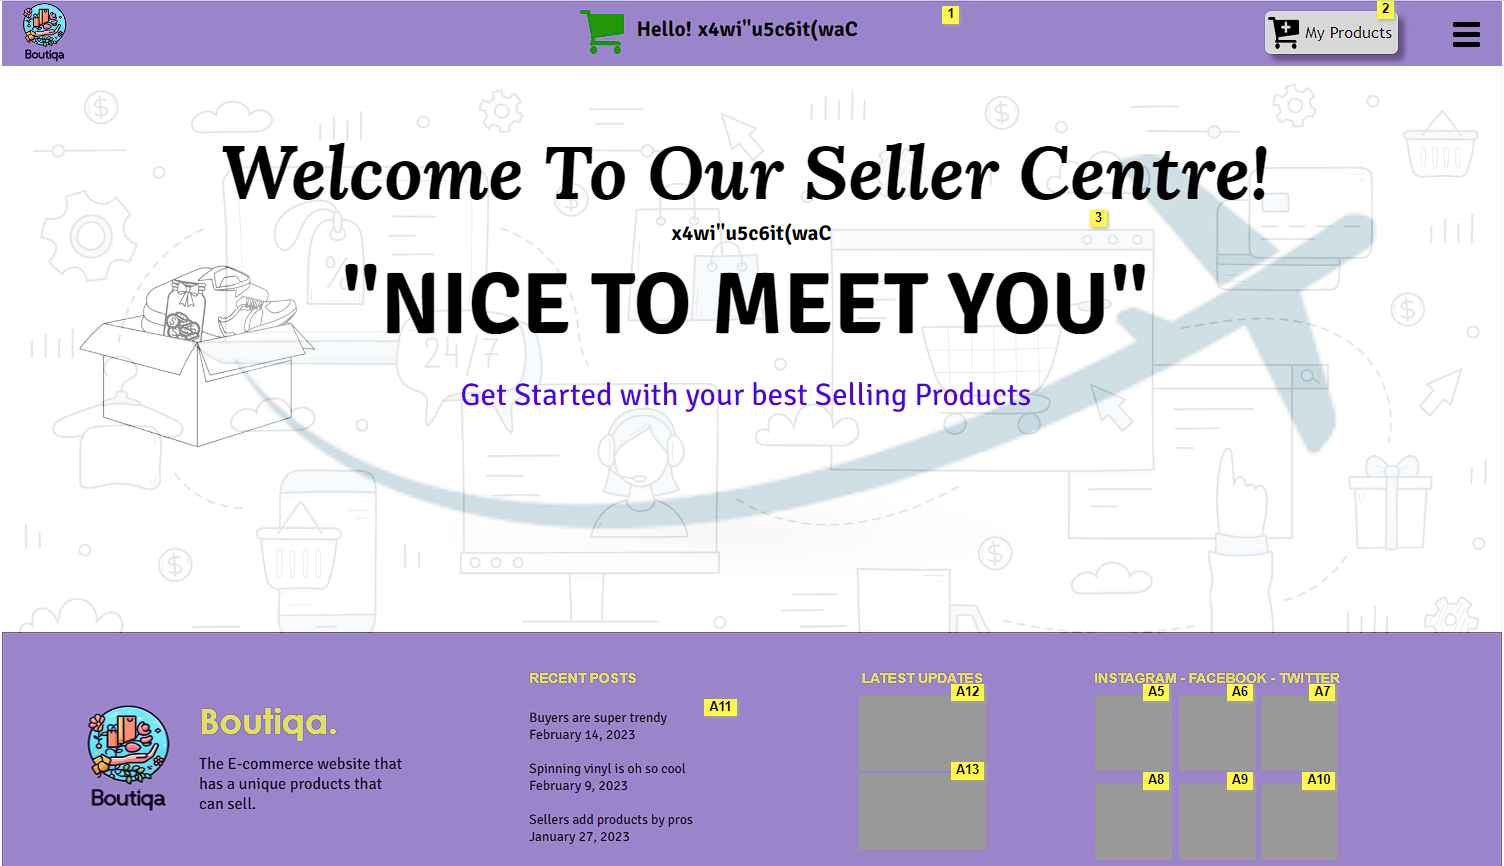 Boutiqa
Hello! x4wi"u5c6it(waC
1
My Products
2
Welcome To Our Seller Centre!
x4wi"u5c6it(waC
3
"NICE TO MEET YOU"
24/7
Get Started with your best Selling Products
Boutiqa
Boutiqa.
The E-commerce website that
has a unique products that
can sell.
RECENT POSTS
A11
Buyers are super trendy
February 14, 2023
Spinning vinyl is oh so cool
February 9, 2023
Sellers add products by pros
January 27, 2023
LATEST UPDATES
A12
A13
INSTAGRAM - FACEBOOK - TWITTER
A5 A6 A7
A8 A9 A10